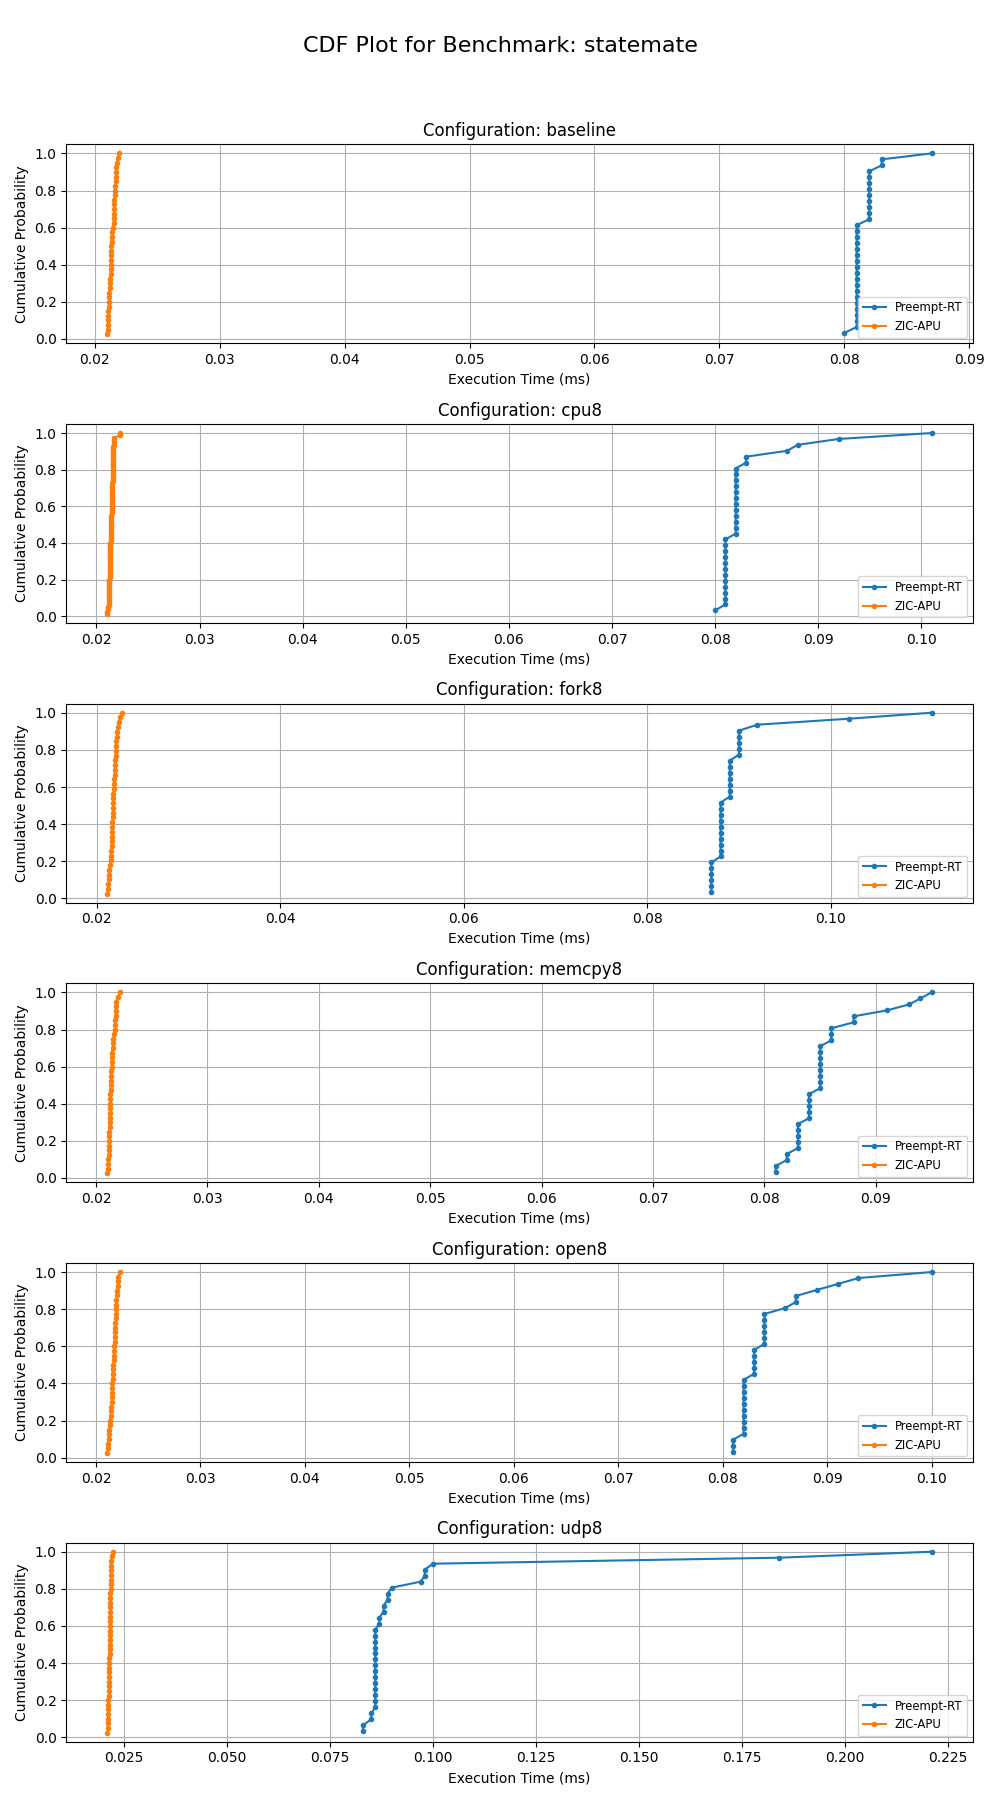 CDF Plot for Benchmark: statemate
Configuration: baseline
Cumulative Probability
1.0
0.8
0.6
0.4
0.2
0.0
Preempt-RT
ZIC-APU
0.02 0.03 0.04 0.05 0.06 0.07 0.08 0.09
Execution Time (ms)
Configuration: cpu8
Cumulative Probability
1.0
0.8
0.6
0.4
0.2
0.0
Preempt-RT
ZIC-APU
0.02 0.03 0.04 0.05 0.06 0.07 0.08 0.09 0.10
Execution Time (ms)
Configuration: fork8
Cumulative Probability
1.0
0.8
0.6
0.4
0.2
0.0
Preempt-RT
ZIC-APU
0.02 0.04 0.06 0.08 0.10
Execution Time (ms)
Configuration: memcpy8
Cumulative Probability
1.0
0.8
0.6
0.4
0.2
0.0
Preempt-RT
ZIC-APU
0.02 0.03 0.04 0.05 0.06 0.07 0.08 0.09
Execution Time (ms)
Configuration: open8
Cumulative Probability
1.0
0.8
0.6
0.4
0.2
0.0
Preempt-RT
ZIC-APU
0.02 0.03 0.04 0.05 0.06 0.07 0.08 0.09 0.10
Execution Time (ms)
Configuration: udp8
Cumulative Probability
1.0
0.8
0.6
0.4
0.2
0.0
Preempt-RT
ZIC-APU
0.025 0.050 0.075 0.100 0.125 0.150 0.175 0.200 0.225
Execution Time (ms)